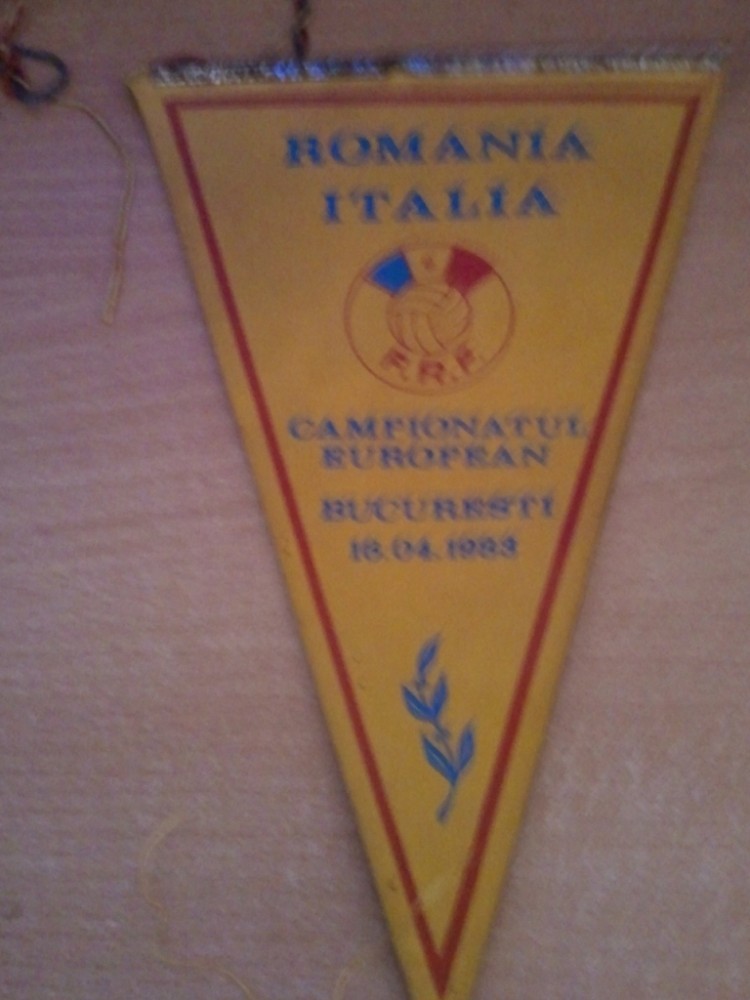 ROMANIA
ITALIA
F.R.F.
CAMPIONATUL
EUROPEAN
BUCURESTI
16.04.1983